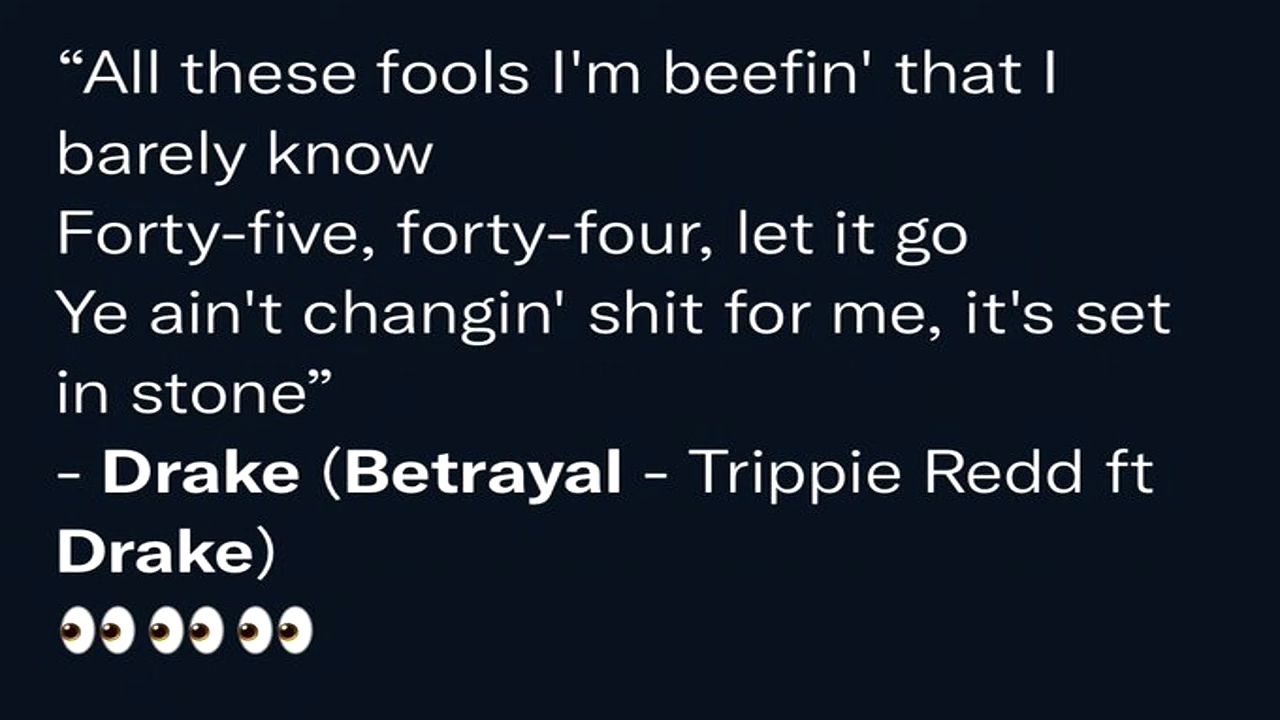 “All these fools I'm beefin' that I
barely know
Forty-five, forty-four, let it go
Ye ain't changin' shit for me, it's set
in stone”
- Drake (Betrayal - Trippie Redd ft
Drake)
👀 👀 👀